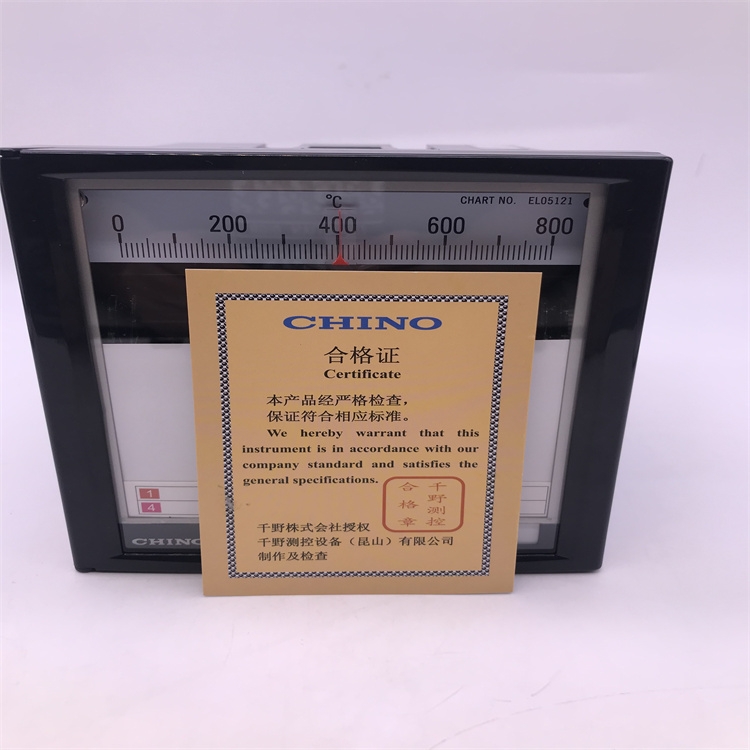 ℃
CHART NO. EL05121
0 200 400 600 800
CHINO
合格证
Certificate
本产品经严格检查，
保证符合相应标准。
We hereby warrant that this
instrument is in accordance with our
company standard and satisfies the
general specifications.
千野测控
合格章
千野株式会社授权
千野测控设备（昆山）有限公司
制作及检查
1
4
CHINO